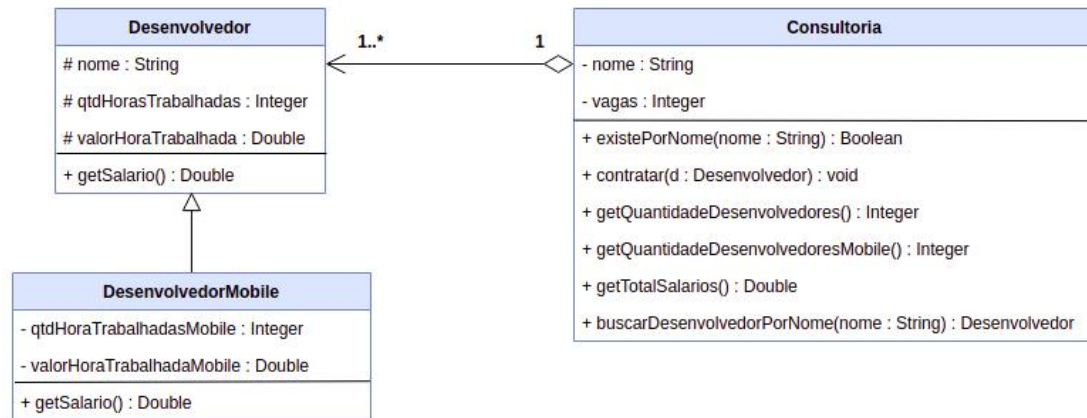 Desenvolvedor
# nome : String
# qtdHorasTrabalhadas : Integer
# valorHoraTrabalhada : Double
+ getSalario() : Double
1..*
1
Consultoria
- nome : String
- vagas : Integer
+ existePorNome(nome : String) : Boolean
+ contratar(d : Desenvolvedor) : void
+ getQuantidadeDesenvolvedores() : Integer
+ getQuantidadeDesenvolvedoresMobile() : Integer
+ getTotalSalarios() : Double
+ buscarDesenvolvedorPorNome(nome : String) : Desenvolvedor
DesenvolvedorMobile
- qtdHoraTrabalhadasMobile : Integer
- valorHoraTrabalhadaMobile : Double
+ getSalario() : Double